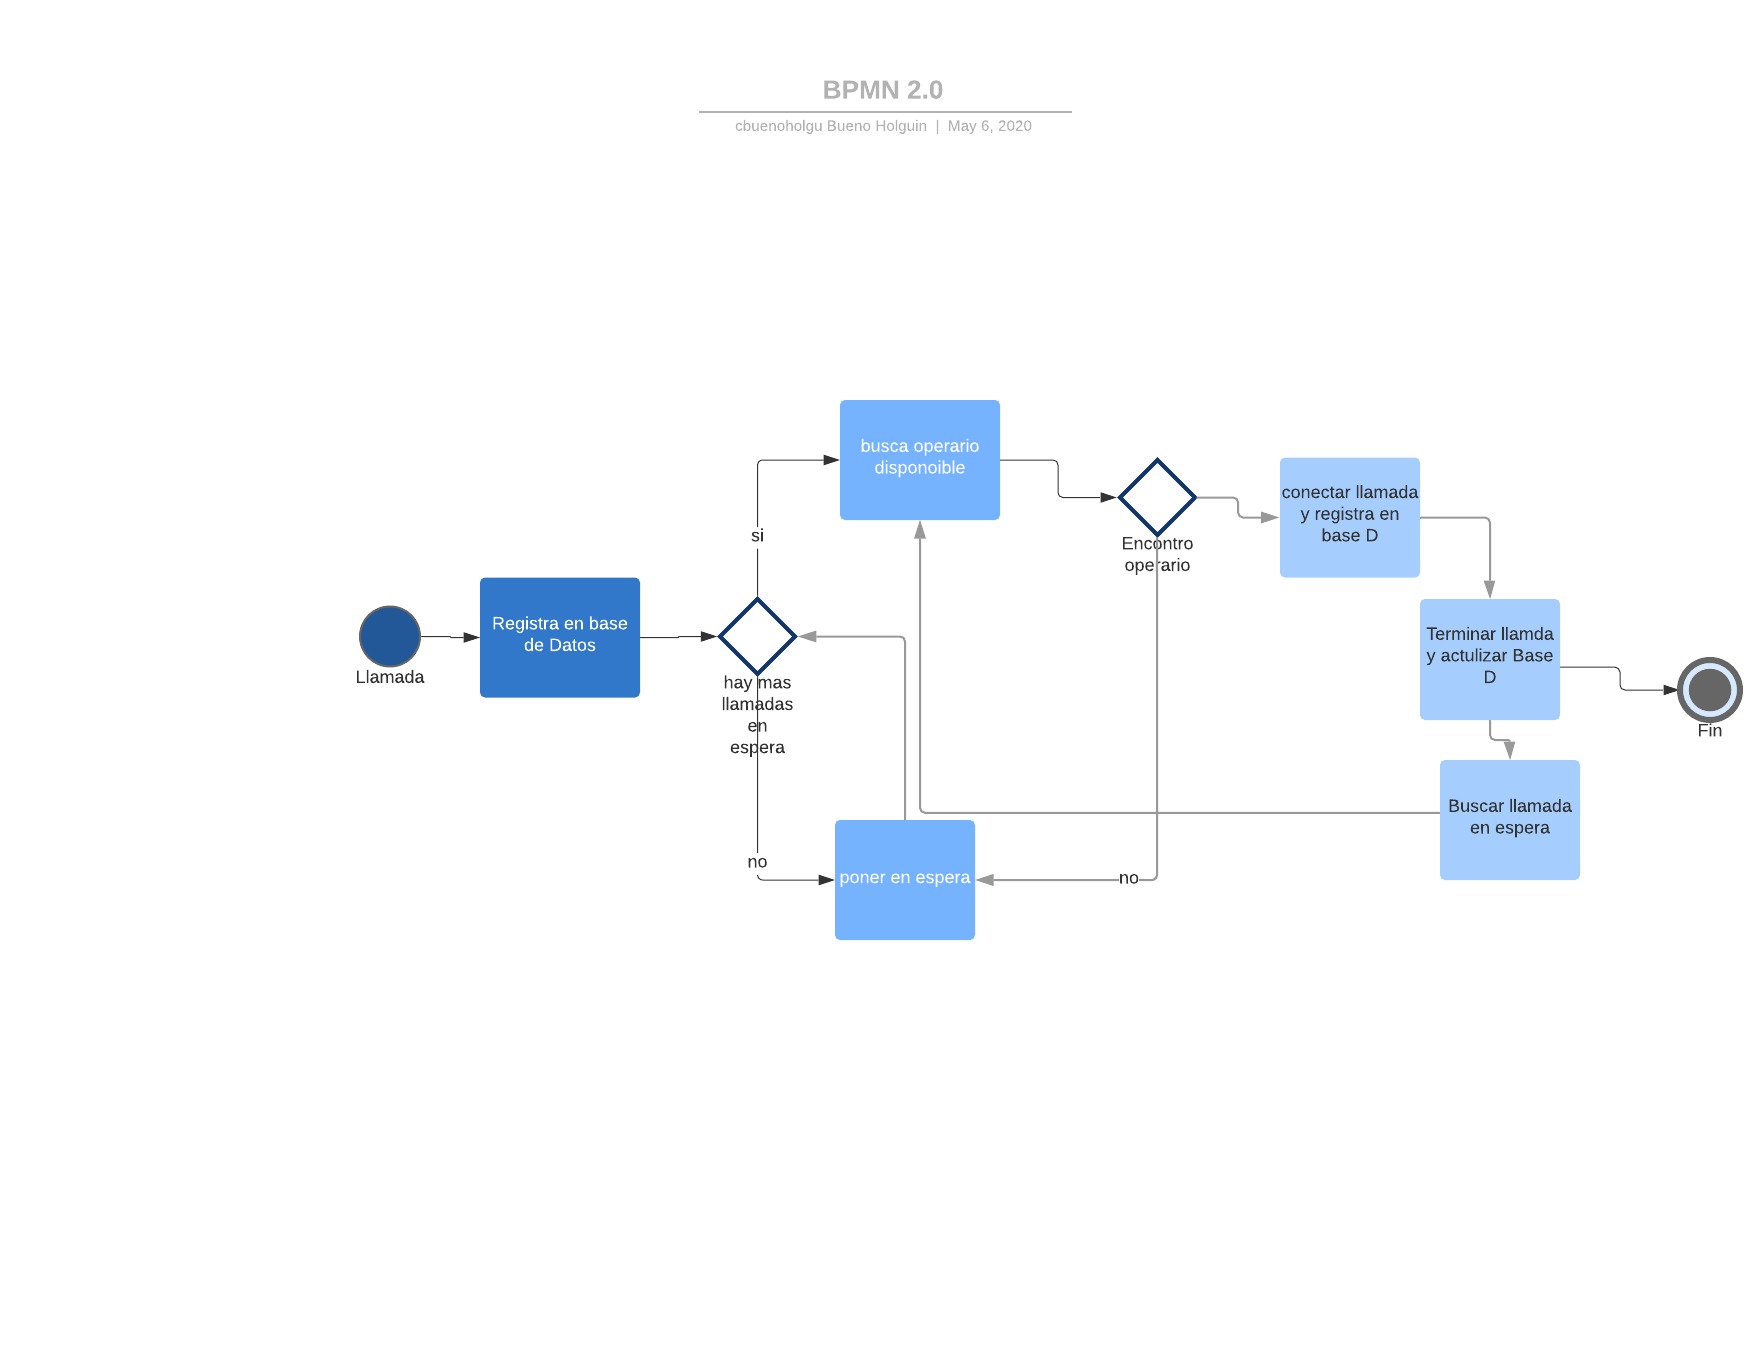 BPMN 2.0
cbuenoholgu Bueno Holguin | May 6, 2020
busca operario
disponoible
conectar llamada
y registra en
base D
si
Encontro
operario
Registra en base
de Datos
Llamada
hay mas
llamadas
en
espera
Terminar llamda
y actulizar Base
D
Fin
Buscar llamada
en espera
no
poner en espera
no